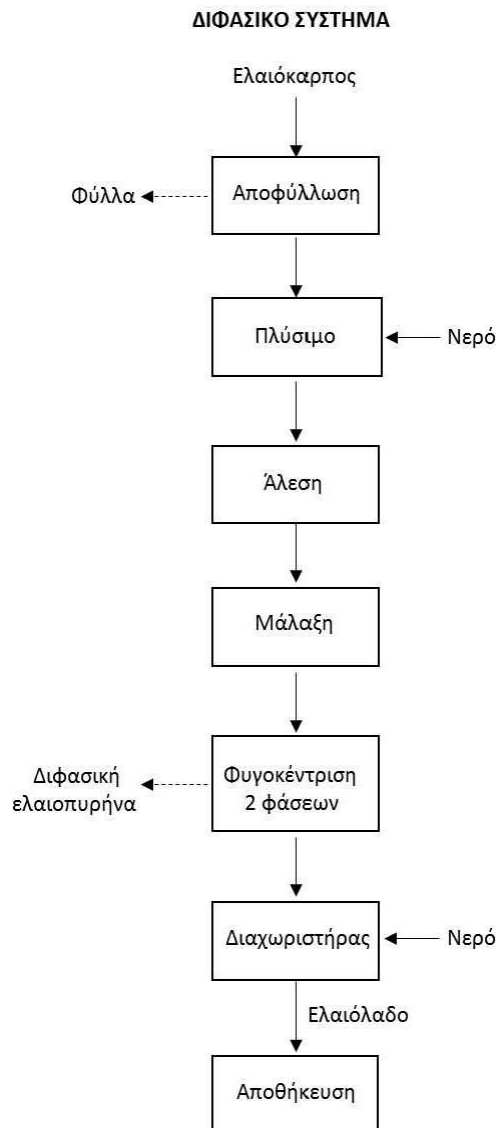 ΔΙΦΑΣΙΚΟ ΣΥΣΤΗΜΑ
Ελαιόκαρπος
Φύλλα
Αποφύλλωση
Πλύσιμο
Νερό
Άλεση
Μάλαξη
Διφασική
ελαιοπυρήνα
Φυγοκέντριση
2 φάσεων
Διαχωριστήρας
Νερό
Ελαιόλαδο
Αποθήκευση